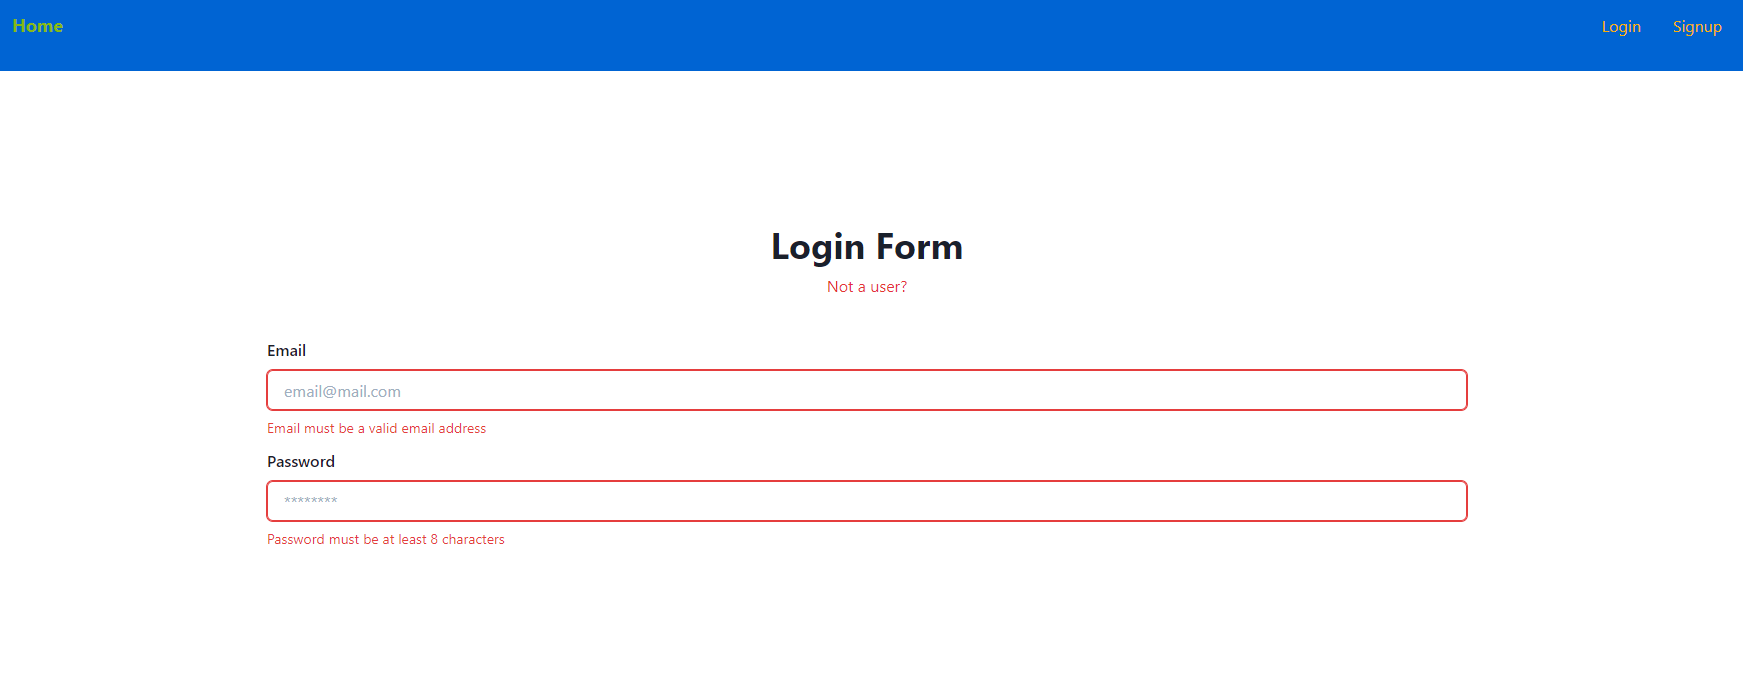 Home Login Signup
Login Form
Not a user?
Email
email@mail.com
Email must be a valid email address
Password
********
Password must be at least 8 characters